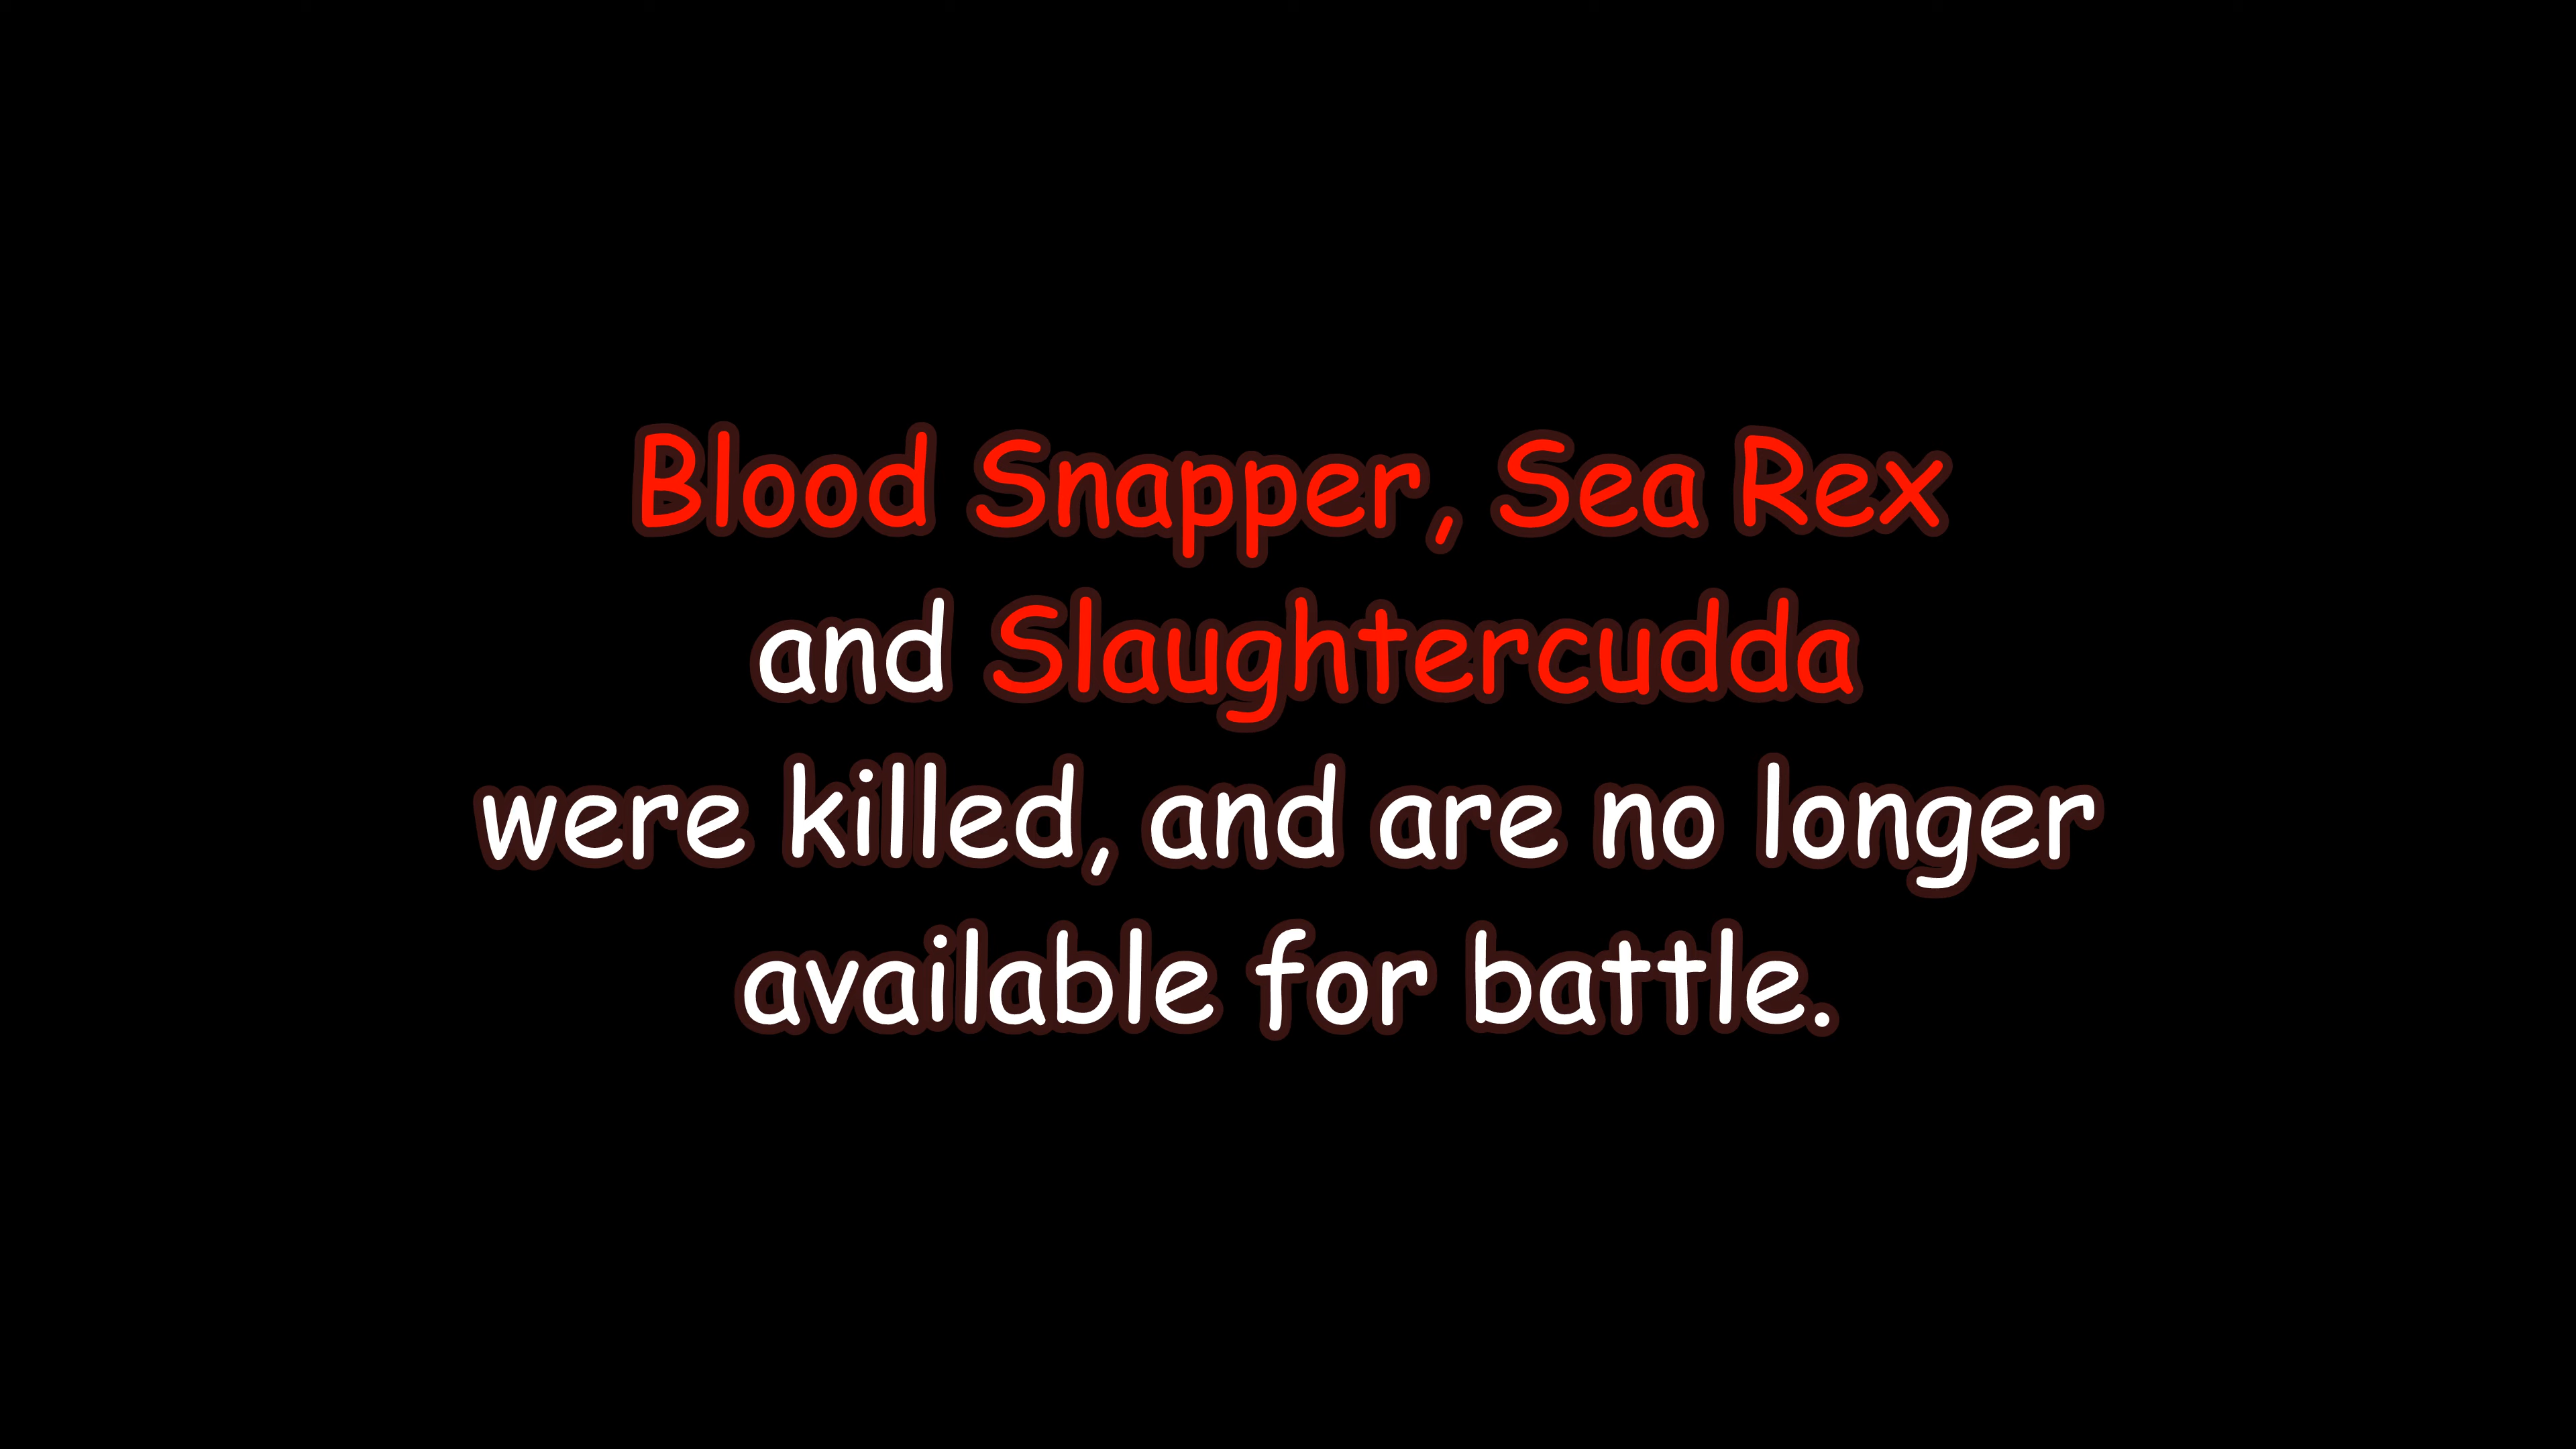 Blood Snapper, Sea Rex
and Slaughtercudda
were killed, and are no longer
available for battle.